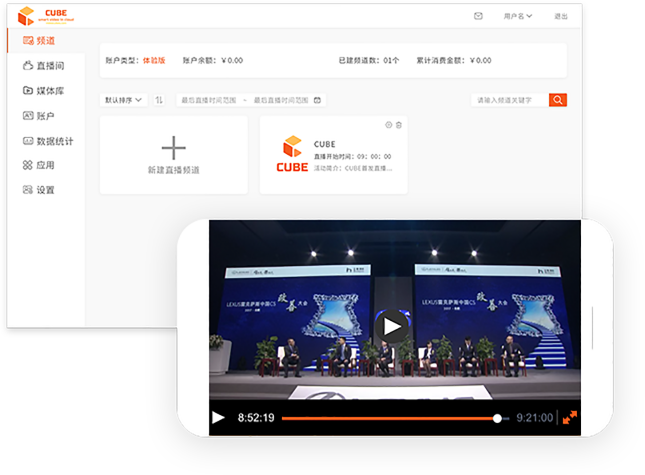 CUBE
用户名
退出
频道
直播间
媒体库
账户
数据统计
应用
设置
账户类型：体验版
账户余额：￥0.00
已建频道数：01个
累计消费金额：￥0.00
默认排序
最后直播时间范围 ~ 最后直播时间范围
请输入频道关键字
新建直播频道
CUBE
CUBE
直播开始时间：09：00：00
活动简介：CUBE首发直播...
LEXUS雷克萨斯中国CS
改善
大会
LEXUS雷克萨斯中国CS
改善
大会
8:52:19
9:21:00